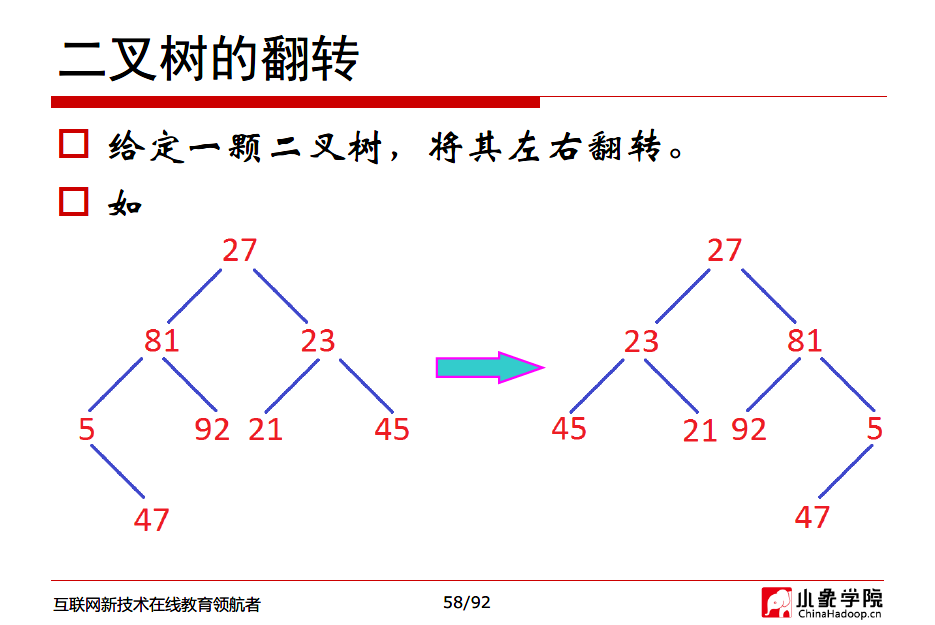 二叉树的翻转
给定一颗二叉树，将其左右翻转。
如
27 27
81 23 23 81
5 92 21 45 45 21 92 5
47 47
互联网新技术在线教育领航者 58/92 小象学院
ChinaHadoop.cn